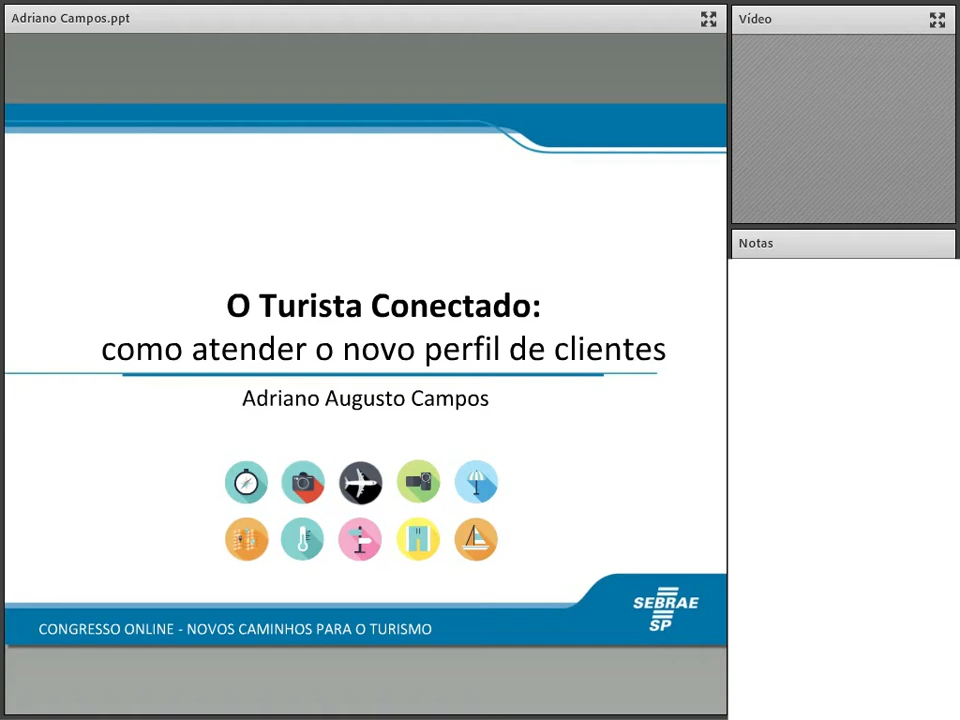 Adriano Campos.ppt
Vídeo
Notas
O Turista Conectado:
como atender o novo perfil de clientes
Adriano Augusto Campos
SEBRAE
SP
CONGRESSO ONLINE - NOVOS CAMINHOS PARA O TURISMO